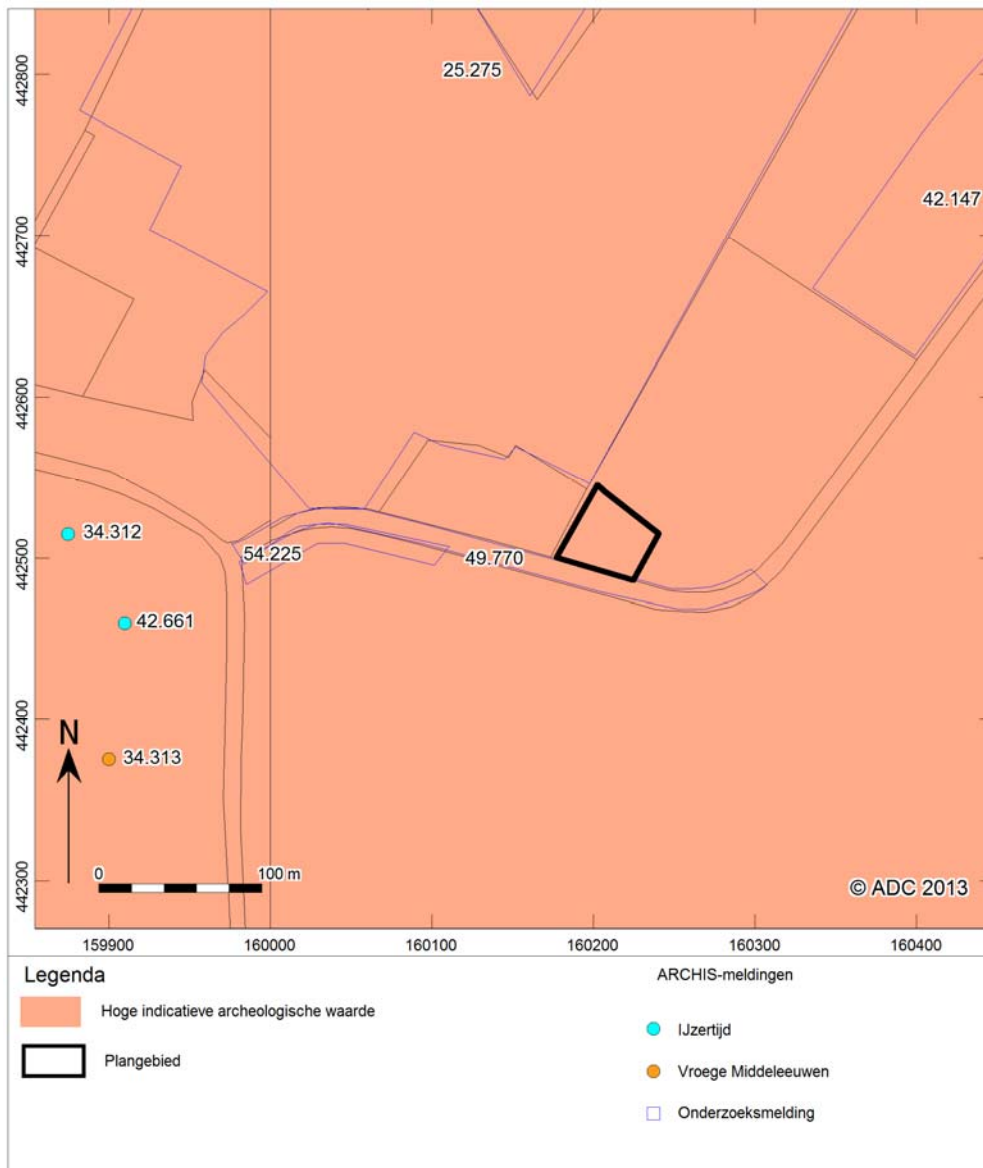 442800
25.275
42.147
442700
442600
34.312
442500
54.225
49.770
42.661
442400
N
34.313
0 100 m
442300
© ADC 2013
159900 160000 160100 160200 160300 160400
Legenda
Hoge indicatieve archeologische waarde
Plangebied
ARCHIS-meldingen
IJzertijd
Vroege Middeleeuwen
Onderzoeksmelding